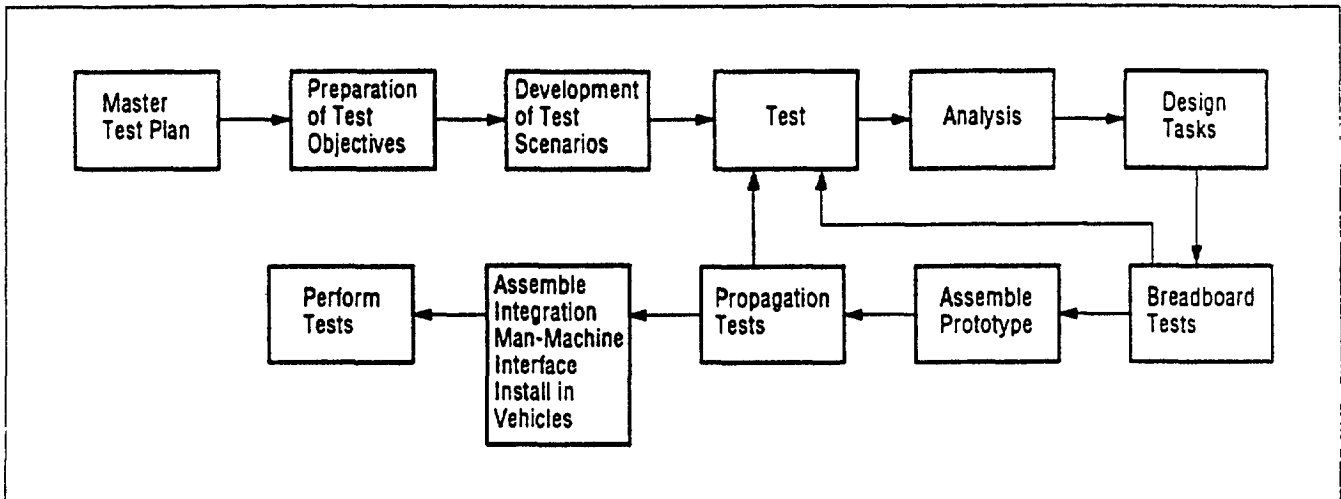 Master
Test Plan
Preparation
of Test
Objectives
Development
of Test
Scenarios
Test
Analysis
Design
Tasks
Perform
Tests
Assemble
Integration
Man-Machine
Interface
Install in
Vehicles
Propagation
Tests
Assemble
Prototype
Breadboard
Tests